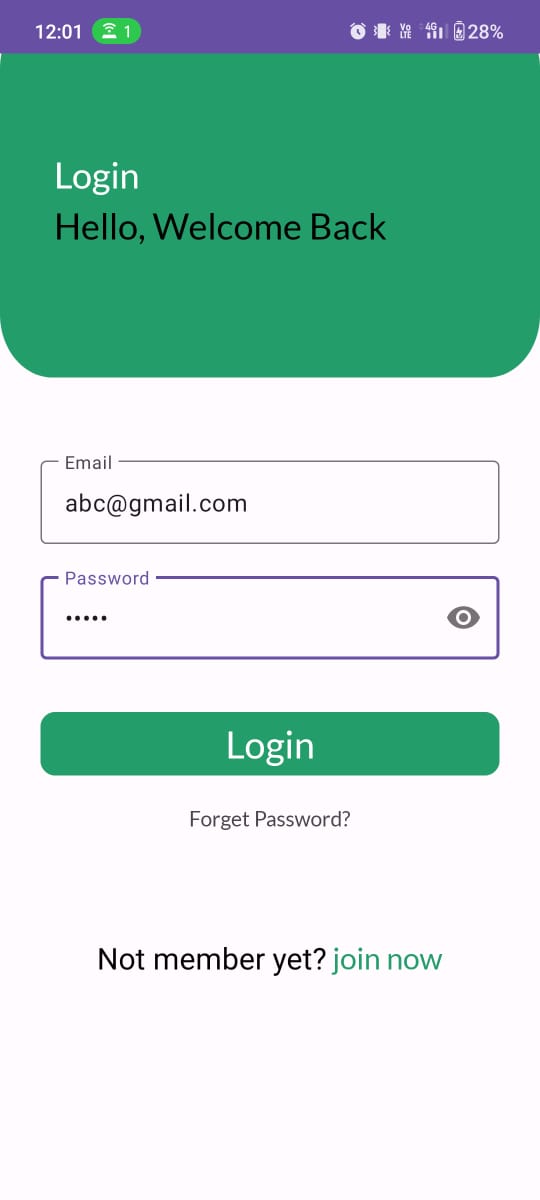 12:01 1 Vo LTE 4G 28%
Login
Hello, Welcome Back
Email
abc@gmail.com
Password
•••••
Login
Forget Password?
Not member yet? join now